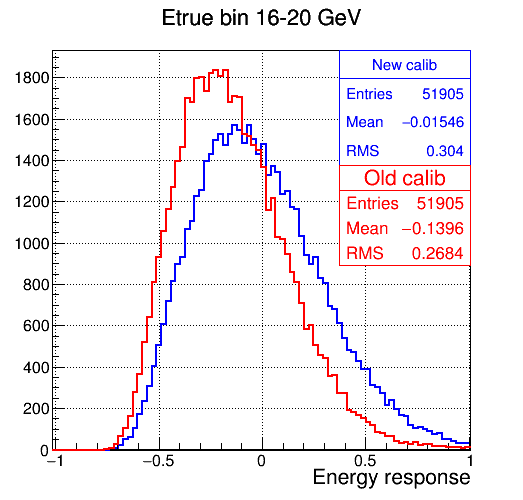 Etrue bin 16-20 GeV
New calib
Entries 51905
Mean −0.01546
RMS 0.304
Old calib
Entries 51905
Mean −0.1396
RMS 0.2684
1800
1600
1400
1200
1000
800
600
400
200
0
−1 −0.5 0 0.5 1
Energy response